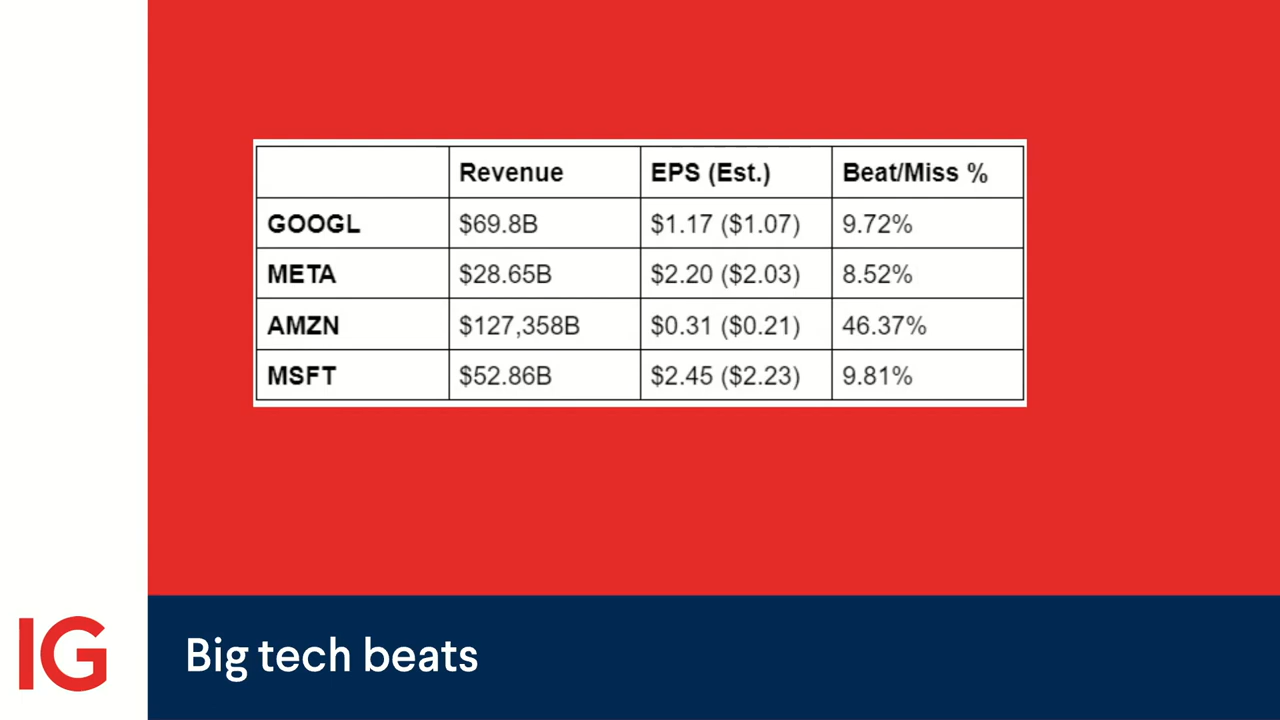 Revenue EPS (Est.) Beat/Miss %
GOOGL $69.8B $1.17 ($1.07) 9.72%
META $28.65B $2.20 ($2.03) 8.52%
AMZN $127,358B $0.31 ($0.21) 46.37%
MSFT $52.86B $2.45 ($2.23) 9.81%
IG
Big tech beats